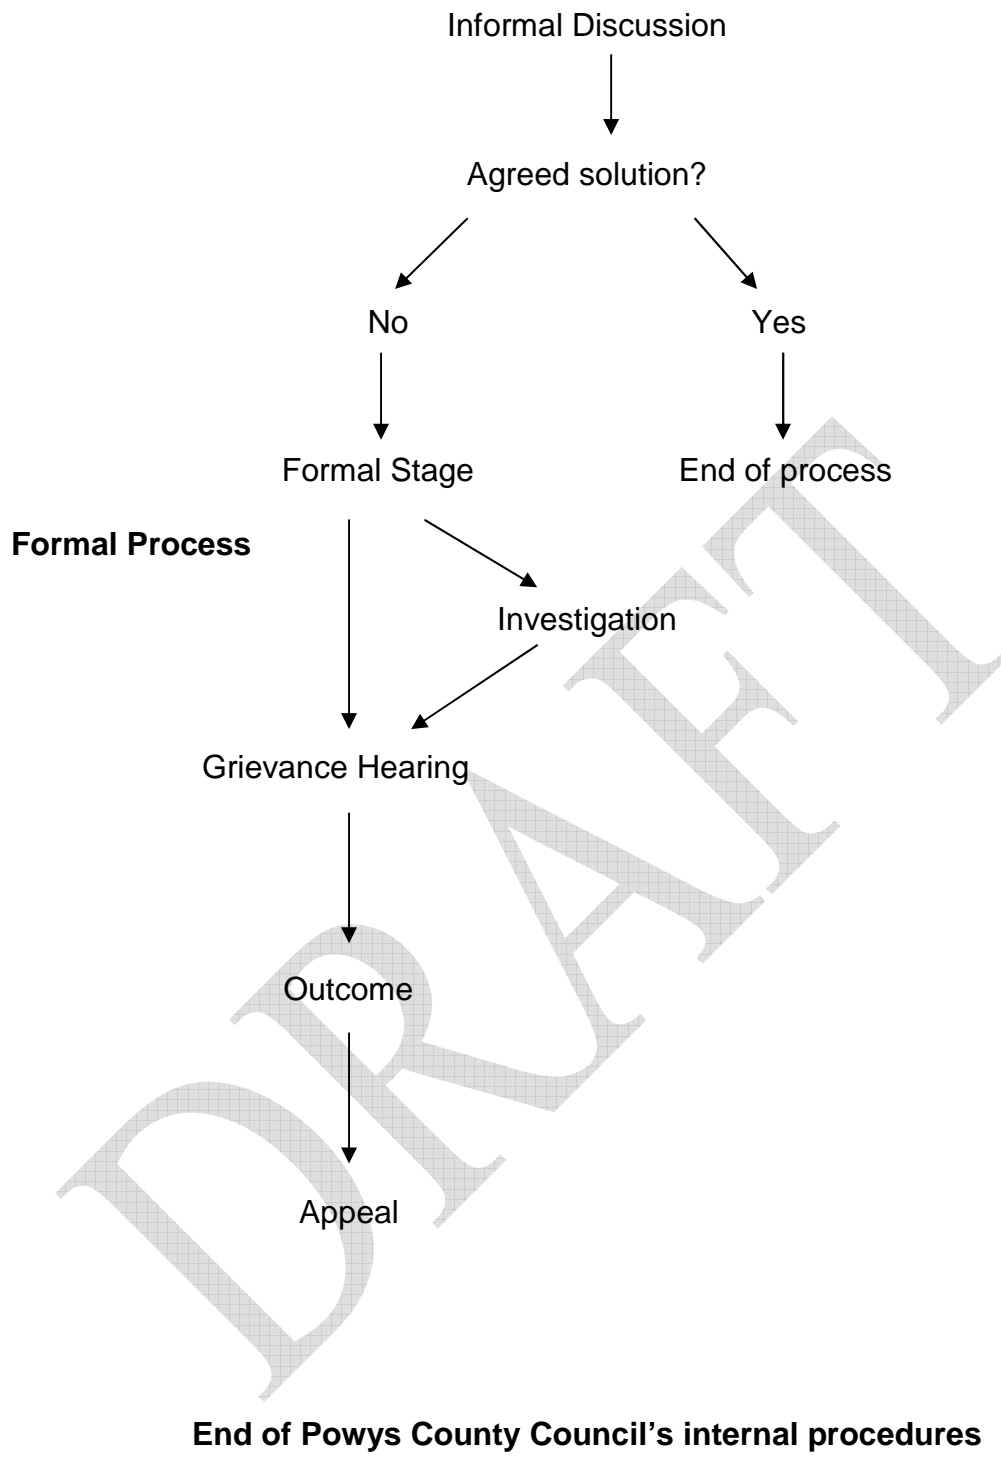 Informal Discussion
Agreed solution?
No
Yes
Formal Stage
End of process
Formal Process
Investigation
Grievance Hearing
Outcome
Appeal
DRAFT
End of Powys County Council's internal procedures